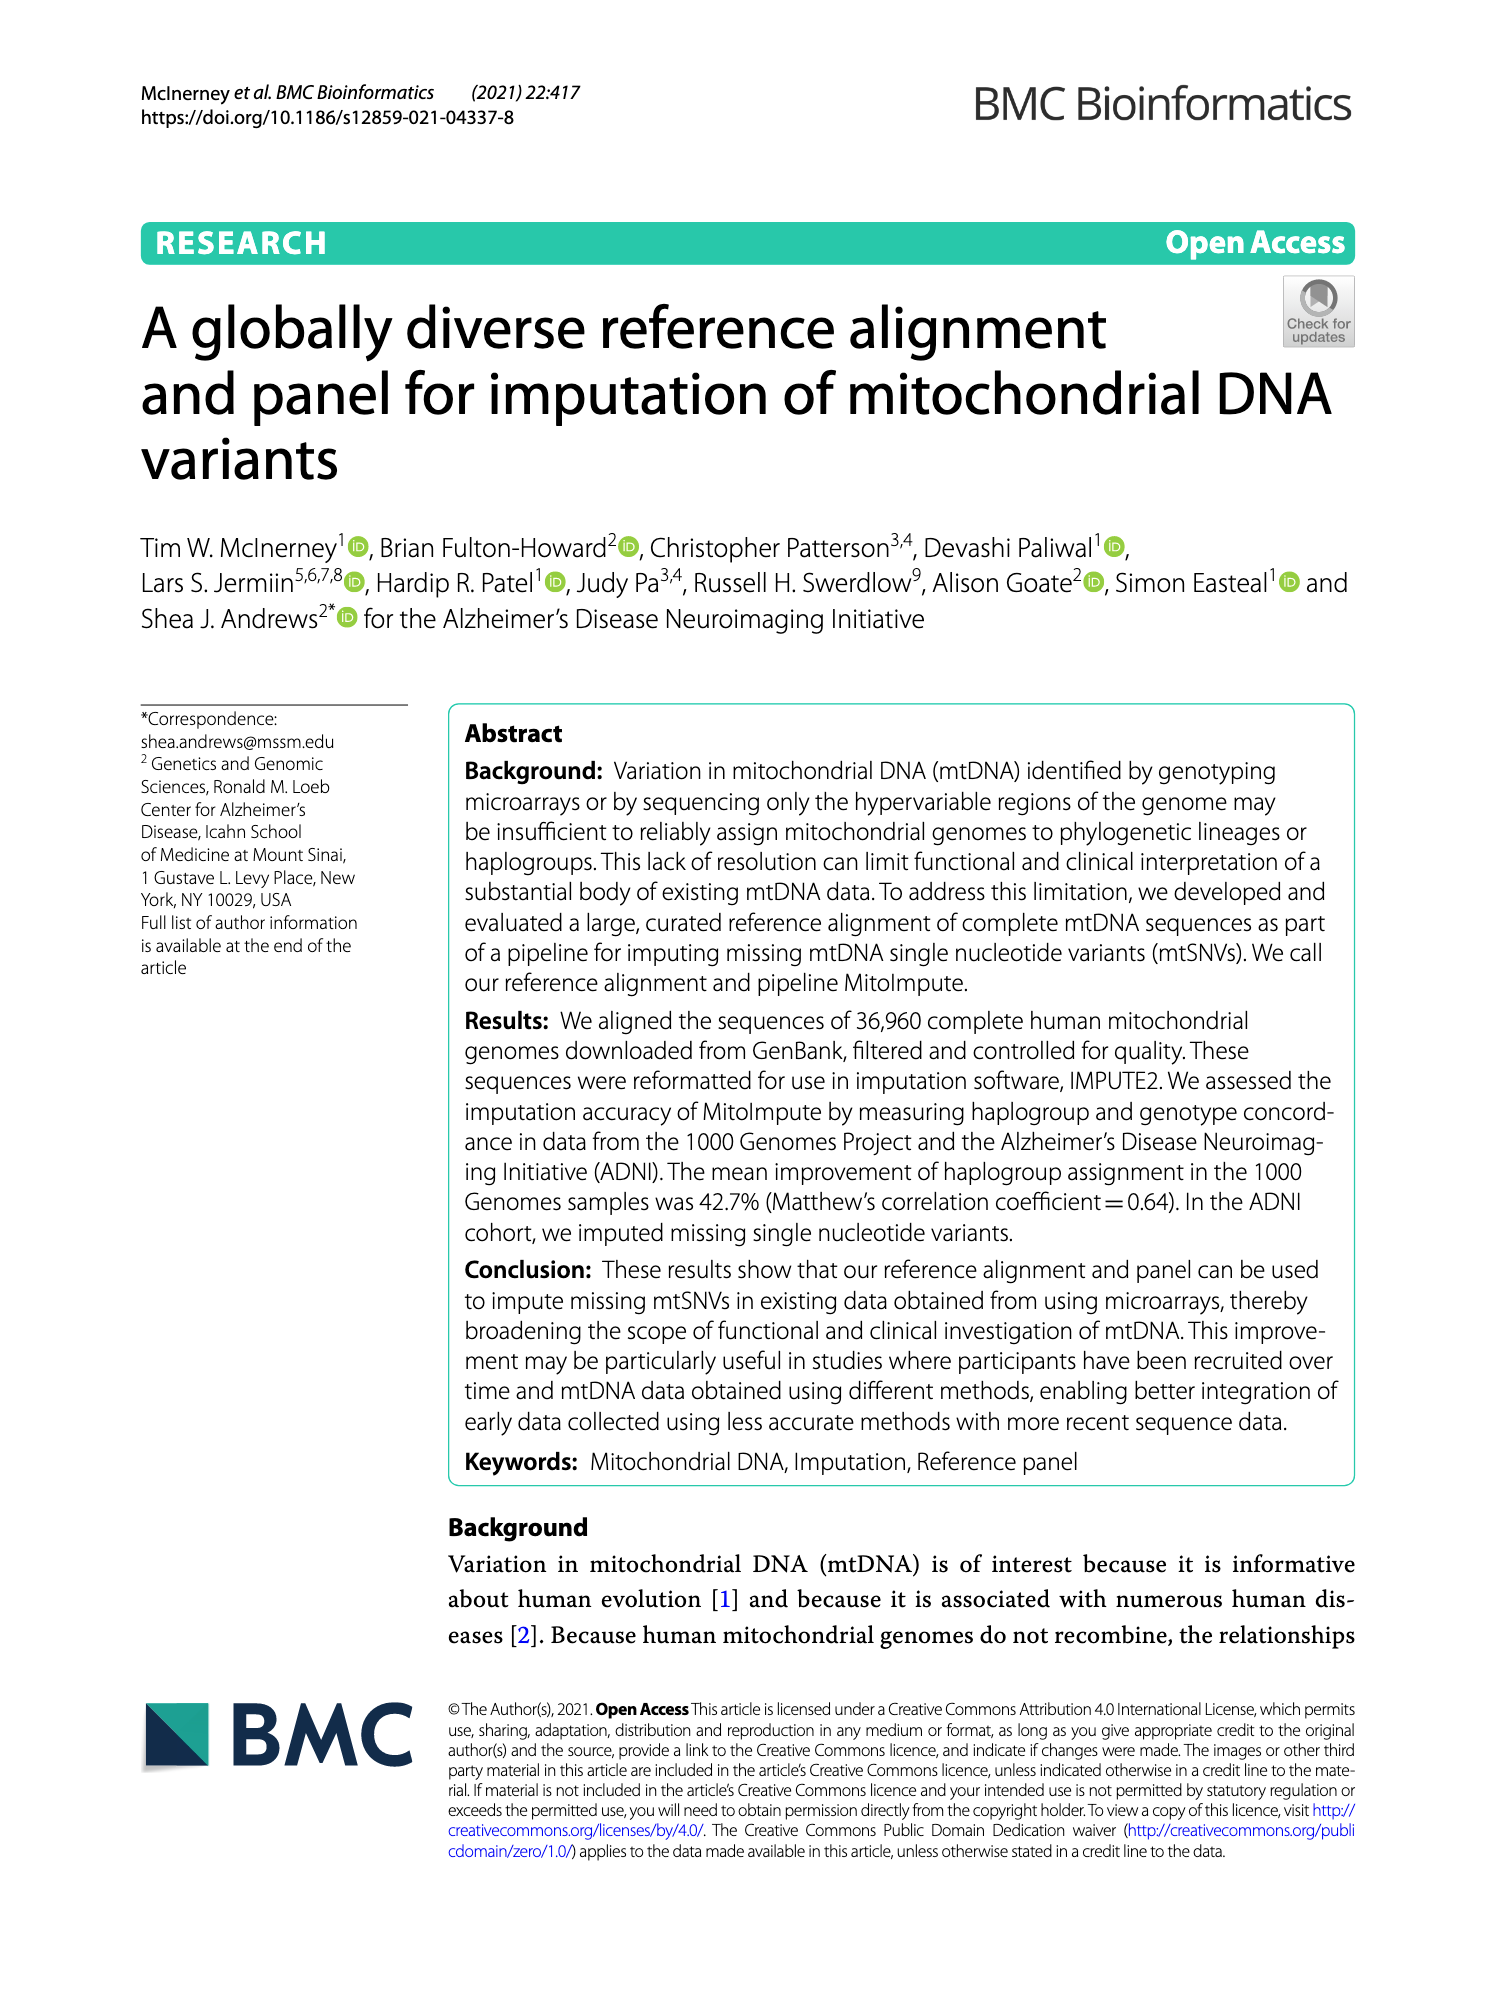 McInerney et al. BMC Bioinformatics (2021) 22:417
https://doi.org/10.1186/s12859-021-04337-8
BMC Bioinformatics
RESEARCH
Open Access
Check for
updates
A globally diverse reference alignment
and panel for imputation of mitochondrial DNA
variants
Tim W. McInerney1, Brian Fulton-Howard2, Christopher Patterson3,4, Devashi Paliwal1,
Lars S. Jermiin5,6,7,8, Hardip R. Patel1, Judy Pa3,4, Russell H. Swerdlow9, Alison Goate2, Simon Easteal1 and
Shea J. Andrews2* for the Alzheimer’s Disease Neuroimaging Initiative
*Correspondence:
shea.andrews@mssm.edu
2 Genetics and Genomic
Sciences, Ronald M. Loeb
Center for Alzheimer’s
Disease, Icahn School
of Medicine at Mount Sinai,
1 Gustave L. Levy Place, New
York, NY 10029, USA
Full list of author information
is available at the end of the
article
Abstract
Background: Variation in mitochondrial DNA (mtDNA) identified by genotyping
microarrays or by sequencing only the hypervariable regions of the genome may
be insufficient to reliably assign mitochondrial genomes to phylogenetic lineages or
haplogroups. This lack of resolution can limit functional and clinical interpretation of a
substantial body of existing mtDNA data. To address this limitation, we developed and
evaluated a large, curated reference alignment of complete mtDNA sequences as part
of a pipeline for imputing missing mtDNA single nucleotide variants (mtSNVs). We call
our reference alignment and pipeline MitoImpute.
Results: We aligned the sequences of 36,960 complete human mitochondrial
genomes downloaded from GenBank, filtered and controlled for quality. These
sequences were reformatted for use in imputation software, IMPUTE2. We assessed the
imputation accuracy of MitoImpute by measuring haplogroup and genotype concord-
ance in data from the 1000 Genomes Project and the Alzheimer’s Disease Neuroimag-
ing Initiative (ADNI). The mean improvement of haplogroup assignment in the 1000
Genomes samples was 42.7% (Matthew’s correlation coefficient = 0.64). In the ADNI
cohort, we imputed missing single nucleotide variants.
Conclusion: These results show that our reference alignment and panel can be used
to impute missing mtSNVs in existing data obtained from using microarrays, thereby
broadening the scope of functional and clinical investigation of mtDNA. This improve-
ment may be particularly useful in studies where participants have been recruited over
time and mtDNA data obtained using different methods, enabling better integration of
early data collected using less accurate methods with more recent sequence data.
Keywords: Mitochondrial DNA, Imputation, Reference panel
Background
Variation in mitochondrial DNA (mtDNA) is of interest because it is informative
about human evolution [1] and because it is associated with numerous human dis-
eases [2]. Because human mitochondrial genomes do not recombine, the relationships
BMC
© The Author(s), 2021. Open Access This article is licensed under a Creative Commons Attribution 4.0 International License, which permits
use, sharing, adaptation, distribution and reproduction in any medium or format, as long as you give appropriate credit to the original
author(s) and the source, provide a link to the Creative Commons licence, and indicate if changes were made. The images or other third
party material in this article are included in the article’s Creative Commons licence, unless indicated otherwise in a credit line to the mate-
rial. If material is not included in the article’s Creative Commons licence and your intended use is not permitted by statutory regulation or
exceeds the permitted use, you will need to obtain permission directly from the copyright holder. To view a copy of this licence, visit http://
creativecommons.org/licenses/by/4.0/. The Creative Commons Public Domain Dedication waiver (http://creativecommons.org/publi
cdomain/zero/1.0/) applies to the data made available in this article, unless otherwise stated in a credit line to the data.